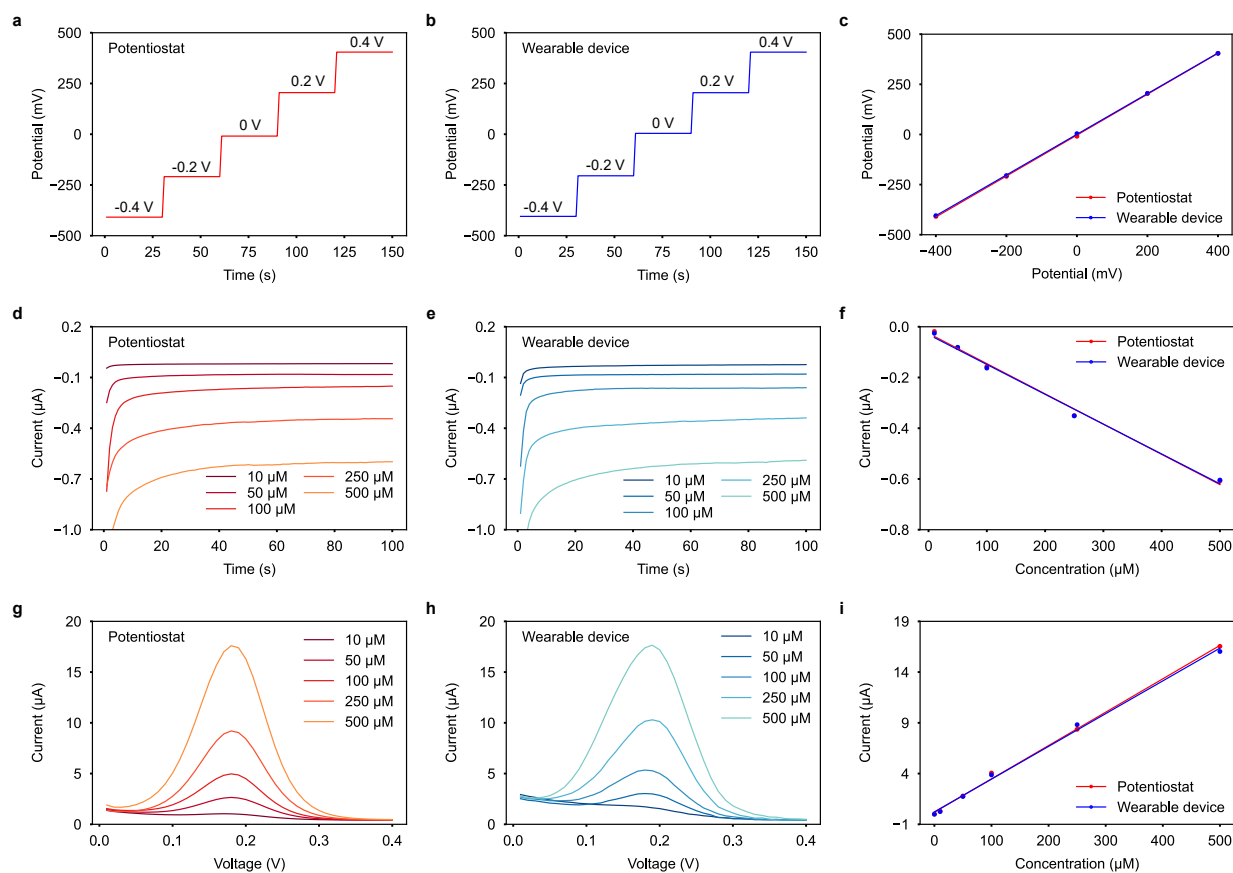 a
Potentiostat
500
250
0
−250
−500
Potential (mV)
-0.4 V
-0.2 V
0 V
0.2 V
0.4 V
0
25
50
75
100
125
150
Time (s)
b
Wearable device
500
250
0
−250
−500
Potential (mV)
-0.4 V
-0.2 V
0 V
0.2 V
0.4 V
0
25
50
75
100
125
150
Time (s)
c
500
250
0
−250
−500
Potential (mV)
Potentiostat
Wearable device
−400
−200
0
200
400
Potential (mV)
d
Potentiostat
0.2
−0.1
−0.4
−0.7
−1.0
Current (µA)
10 µM
50 µM
100 µM
250 µM
500 µM
0
20
40
60
80
100
Time (s)
e
Wearable device
0.2
−0.1
−0.4
−0.7
−1.0
Current (µA)
10 µM
50 µM
100 µM
250 µM
500 µM
0
20
40
60
80
100
Time (s)
f
0.0
−0.2
−0.4
−0.6
−0.8
Current (µA)
Potentiostat
Wearable device
0
100
200
300
400
500
Concentration (µM)
g
Potentiostat
20
15
10
5
0
Current (µA)
10 µM
50 µM
100 µM
250 µM
500 µM
0.0
0.1
0.2
0.3
0.4
Voltage (V)
h
Wearable device
20
15
10
5
0
Current (µA)
10 µM
50 µM
100 µM
250 µM
500 µM
0.0
0.1
0.2
0.3
0.4
Voltage (V)
i
19
14
9
4
−1
Current (µA)
Potentiostat
Wearable device
0
100
200
300
400
500
Concentration (µM)